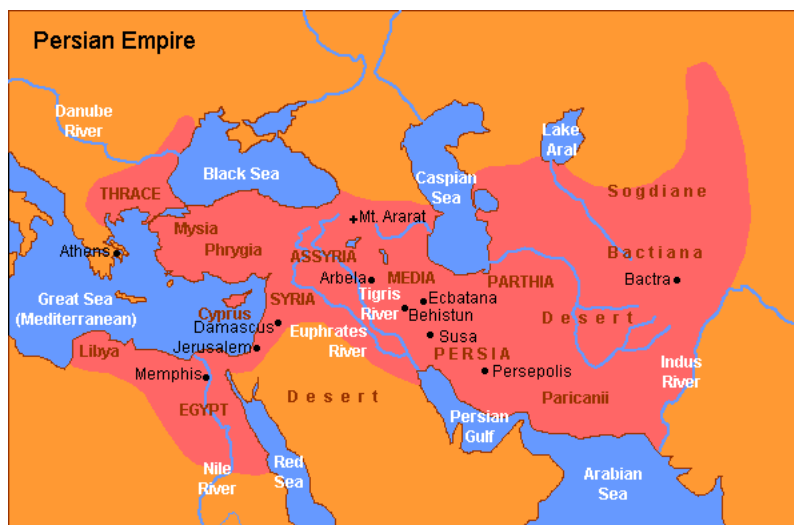 Persian Empire
Danube
River
Lake
Aral
Black Sea
Caspian
Sea
THRACE
Sogdiane
Mysia
Mt. Ararat
Phrygia
Athens
ASSYRIA
Bactiana
Arbela
MEDIA
PARTHIA
Bactra
Great Sea
(Mediterranean)
Cyprus
SYRIA
Tigris
River
Ecbatana
Behistun
Desert
Damascus
Euphrates
River
Susa
Libya
Jerusalem
PERSIA
Indus
River
Memphis
Persepolis
EGYPT
Desert
Paricanii
Persian
Gulf
Nile
River
Red
Sea
Arabian
Sea